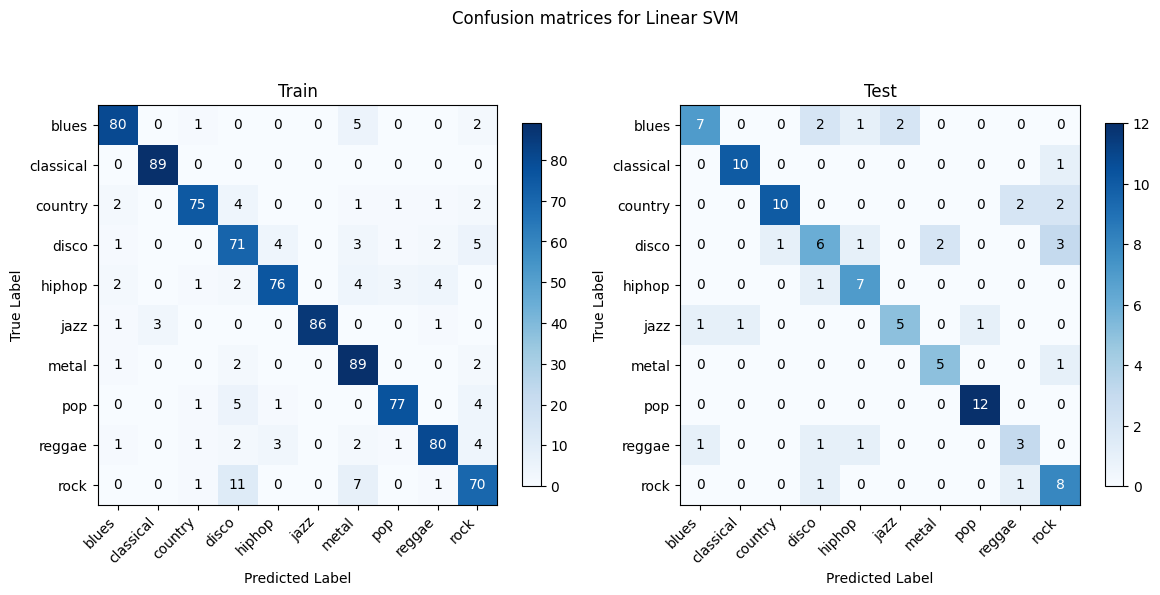 Confusion matrices for Linear SVM
Train
True Label
blues 80 0 1 0 0 0 5 0 0 2
classical 0 89 0 0 0 0 0 0 0 0
country 2 0 75 4 0 0 1 1 1 2
disco 1 0 0 71 4 0 3 1 2 5
hiphop 2 0 1 2 76 0 4 3 4 0
jazz 1 3 0 0 0 86 0 0 1 0
metal 1 0 0 2 0 0 89 0 0 2
pop 0 0 1 5 1 0 0 77 0 4
reggae 1 0 1 2 3 0 2 1 80 4
rock 0 0 1 11 0 0 7 0 1 70
blues classical country disco hiphop jazz metal pop reggae rock
Predicted Label
80
70
60
50
40
30
20
10
0
Test
True Label
blues 7 0 0 2 1 2 0 0 0 0
classical 0 10 0 0 0 0 0 0 0 1
country 0 0 10 0 0 0 0 0 2 2
disco 0 0 1 6 1 0 2 0 0 3
hiphop 0 0 0 1 7 0 0 0 0 0
jazz 1 1 0 0 0 5 0 1 0 0
metal 0 0 0 0 0 0 5 0 0 1
pop 0 0 0 0 0 0 0 12 0 0
reggae 1 0 0 1 1 0 0 0 3 0
rock 0 0 0 1 0 0 0 0 1 8
blues classical country disco hiphop jazz metal pop reggae rock
Predicted Label
12
10
8
6
4
2
0